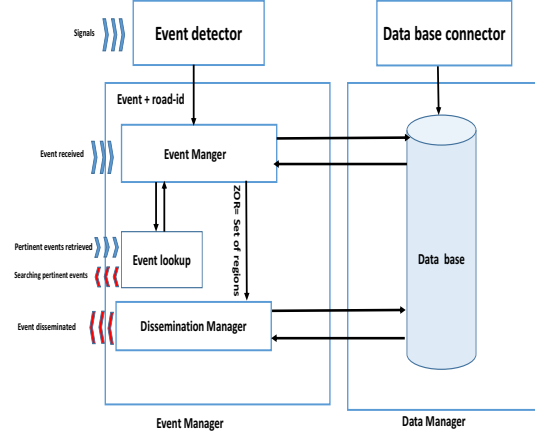 Signals
Event detector
Data base connector
Event + road-id
Event received
Event Manger
ZOR= Set of regions
Pertinent events retrieved
Searching pertinent events
Event lookup
Data base
Event disseminated
Dissemination Manager
Event Manager
Data Manager